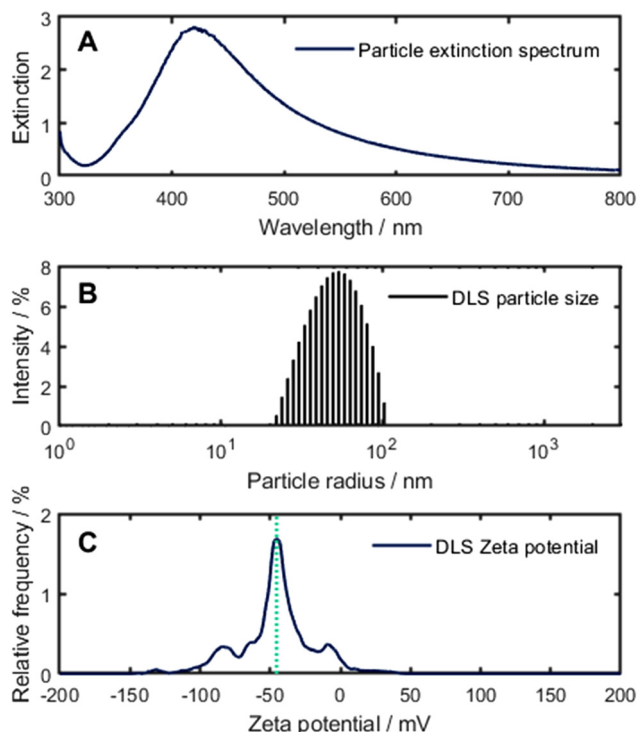 A
Particle extinction spectrum
Extinction
3
2
1
0
300 400 500 600 700 800
Wavelength / nm
B
DLS particle size
Intensity / %
8
6
4
2
0
10^0 10^1 10^2 10^3
Particle radius / nm
C
DLS Zeta potential
Relative frequency / %
2
1
0
-200 -150 -100 -50 0 50 100 150 200
Zeta potential / mV